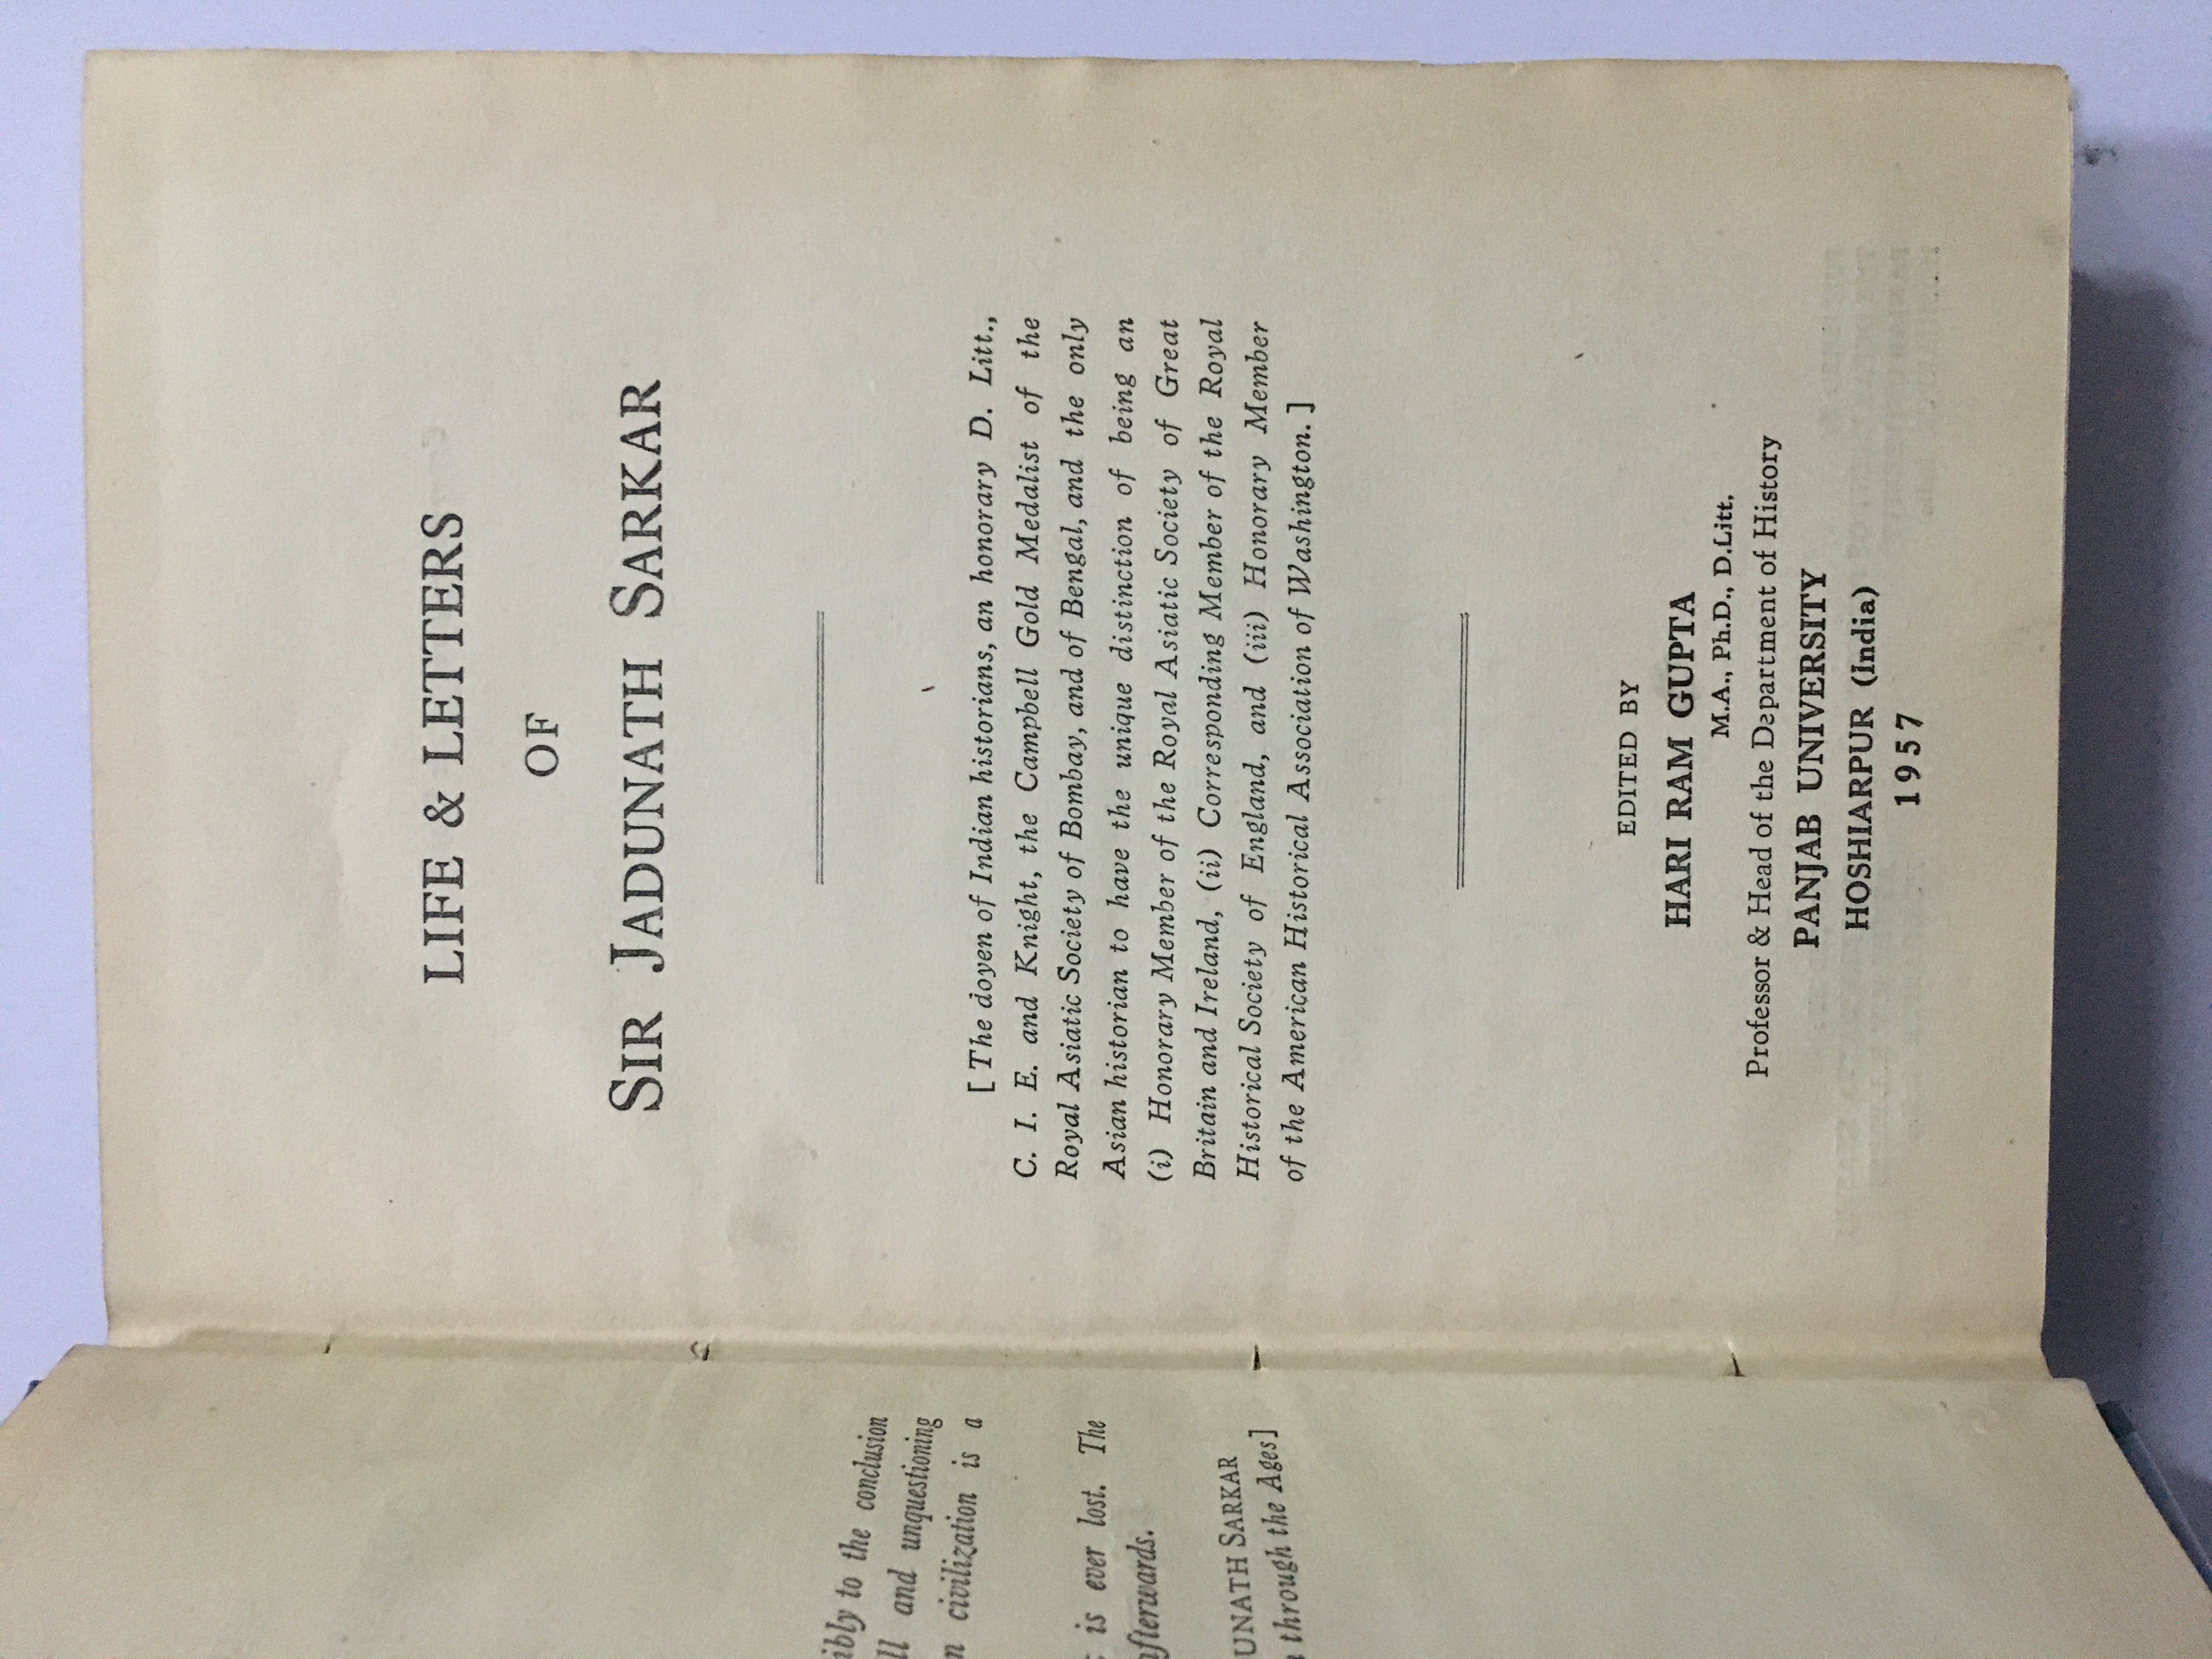 LIFE & LETTERS
OF
SIR JADUNATH SARKAR
[ The doyen of Indian historians, an honorary D. Litt.,
C. I. E. and Knight, the Campbell Gold Medalist of the
Royal Asiatic Society of Bombay, and of Bengal, and the only
Asian historian to have the unique distinction of being an
(i) Honorary Member of the Royal Asiatic Society of Great
Britain and Ireland, (ii) Corresponding Member of the Royal
Historical Society of England, and (iii) Honorary Member
of the American Historical Association of Washington. ]
EDITED BY
HARI RAM GUPTA
M.A., Ph.D., D.Litt.
Professor & Head of the Department of History
PANJAB UNIVERSITY
HOSHIARPUR (India)
1957
to the conclusion
and unquestioning
civilization is a
is ever lost. The
afterwards.
SARKAR
through the Ages]